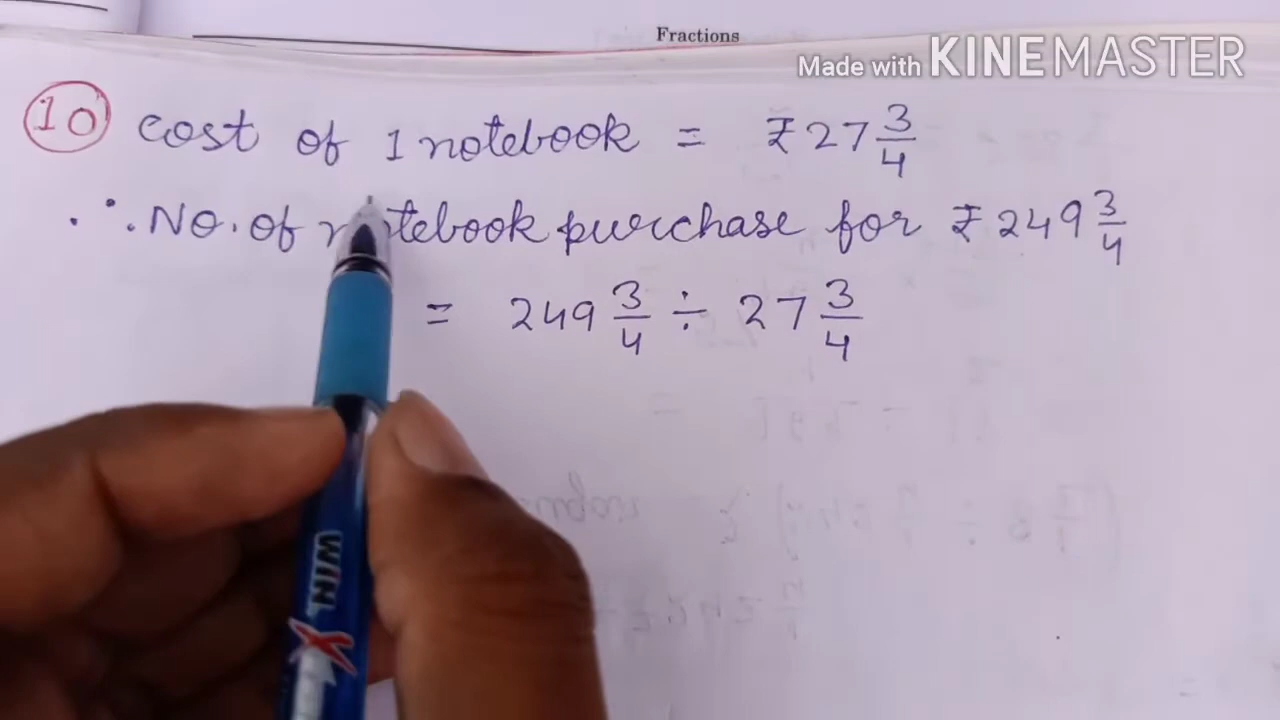 Fractions
Made with KINEMASTER
10 Cost of 1 notebook = ₹27 3/4
∴ No. of notebook purchase for ₹249 3/4
= 249 3/4 ÷ 27 3/4
WIN X